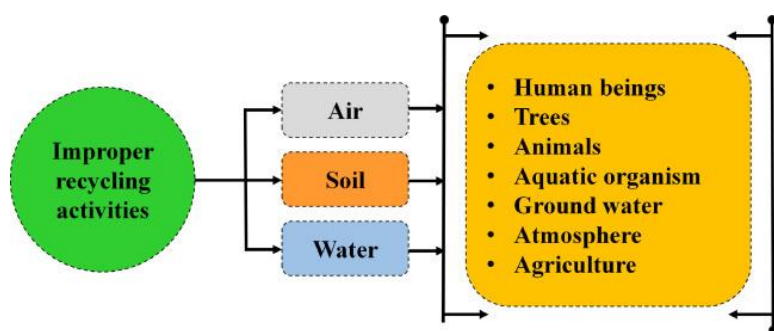 Improper
recycling
activities
Air
Soil
Water
• Human beings
• Trees
• Animals
• Aquatic organism
• Ground water
• Atmosphere
• Agriculture